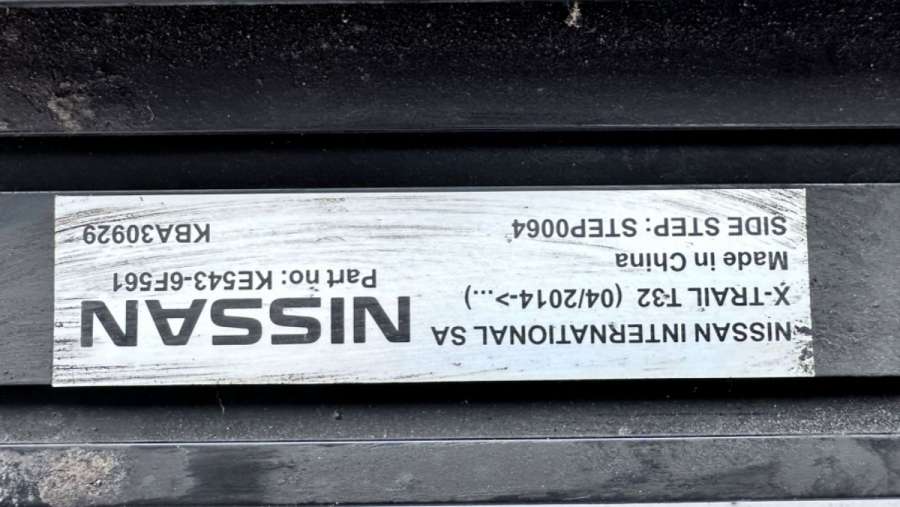 NISSAN INTERNATIONAL SA
X-TRAIL T32 (04/2014->...)
Made in China
SIDE STEP: STEP0064
NISSAN
Part no: KE543-6F561
KBA30929